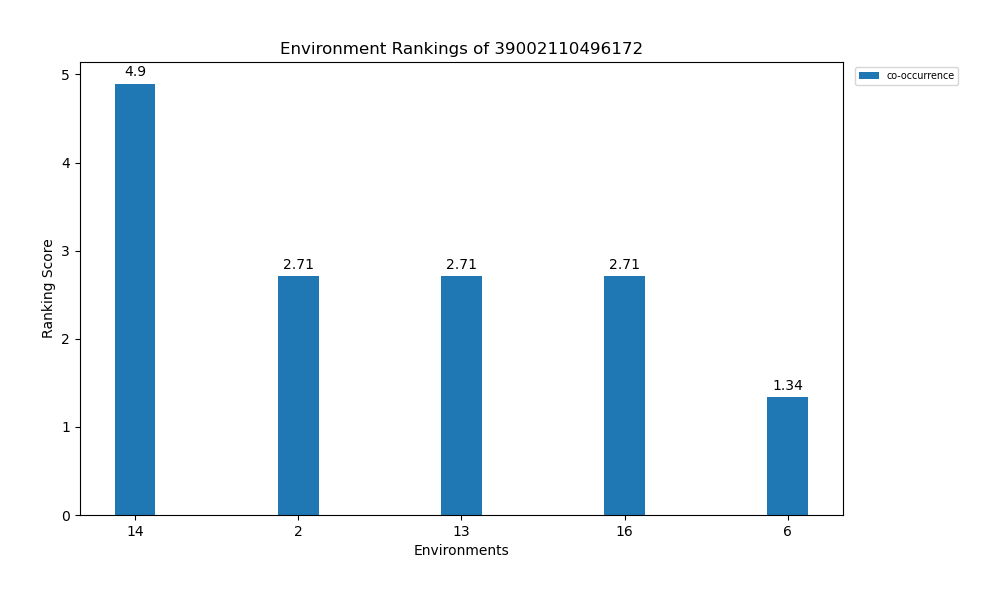 Environment Rankings of 39002110496172
co-occurrence
Ranking Score
5
4
3
2
1
0
4.9
2.71
2.71
2.71
1.34
14 2 13 16 6
Environments